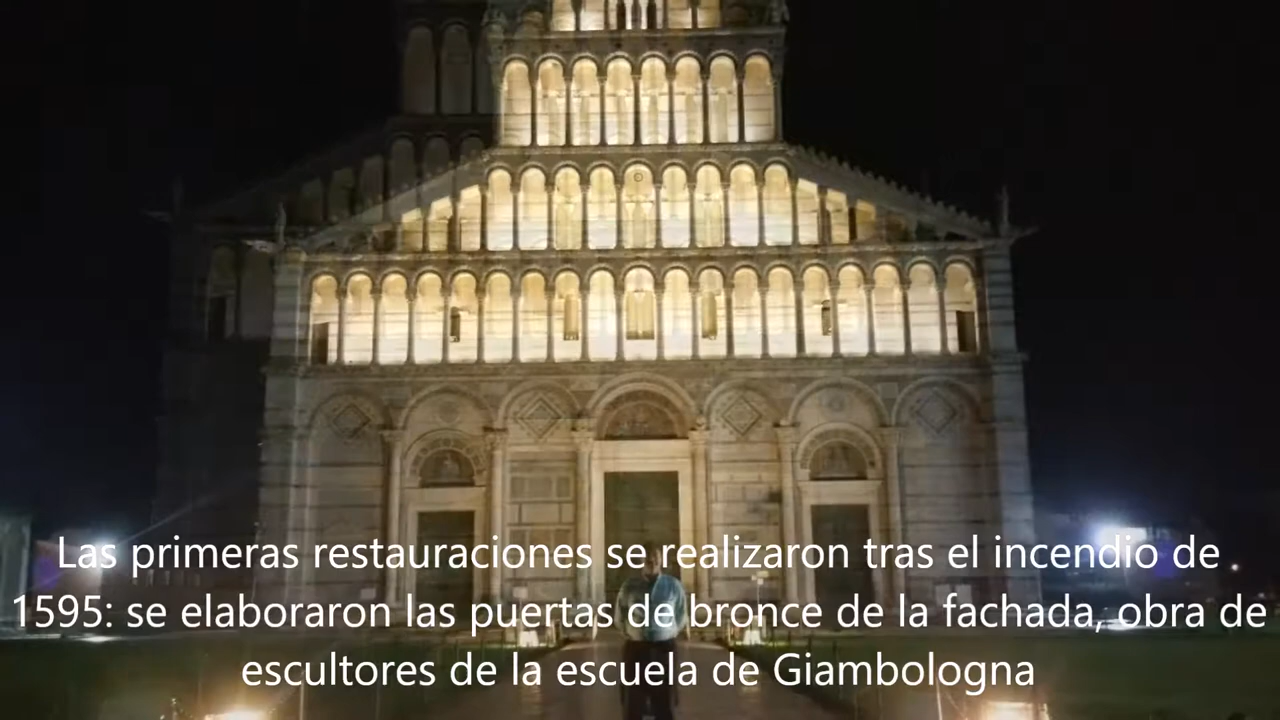 Las primeras restauraciones se realizaron tras el incendio de
1595: se elaboraron las puertas de bronce de la fachada, obra de
escultores de la escuela de Giambologna